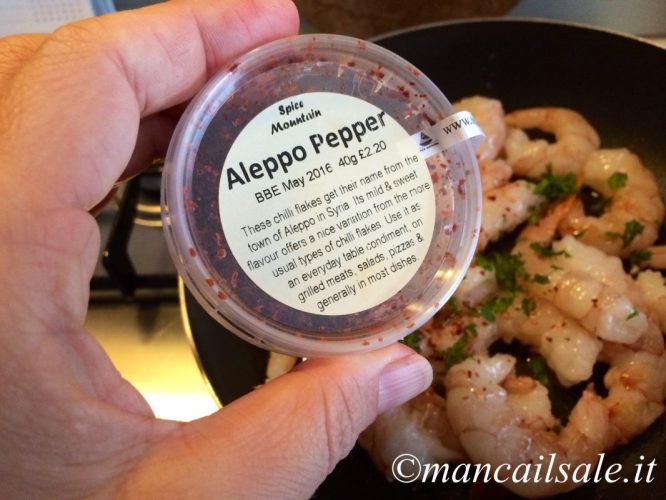 Spice
Mountain
Aleppo Pepper
BBE May 2016 40g £2.20
These chilli flakes get their name from the
town of Aleppo in Syria. Its mild & sweet
flavour offers a nice variation from the more
usual types of chilli flakes. Use it as
an everyday table condiment, on
grilled meats, salads, pizzas &
generally in most dishes.
www.
©mancailsale.it